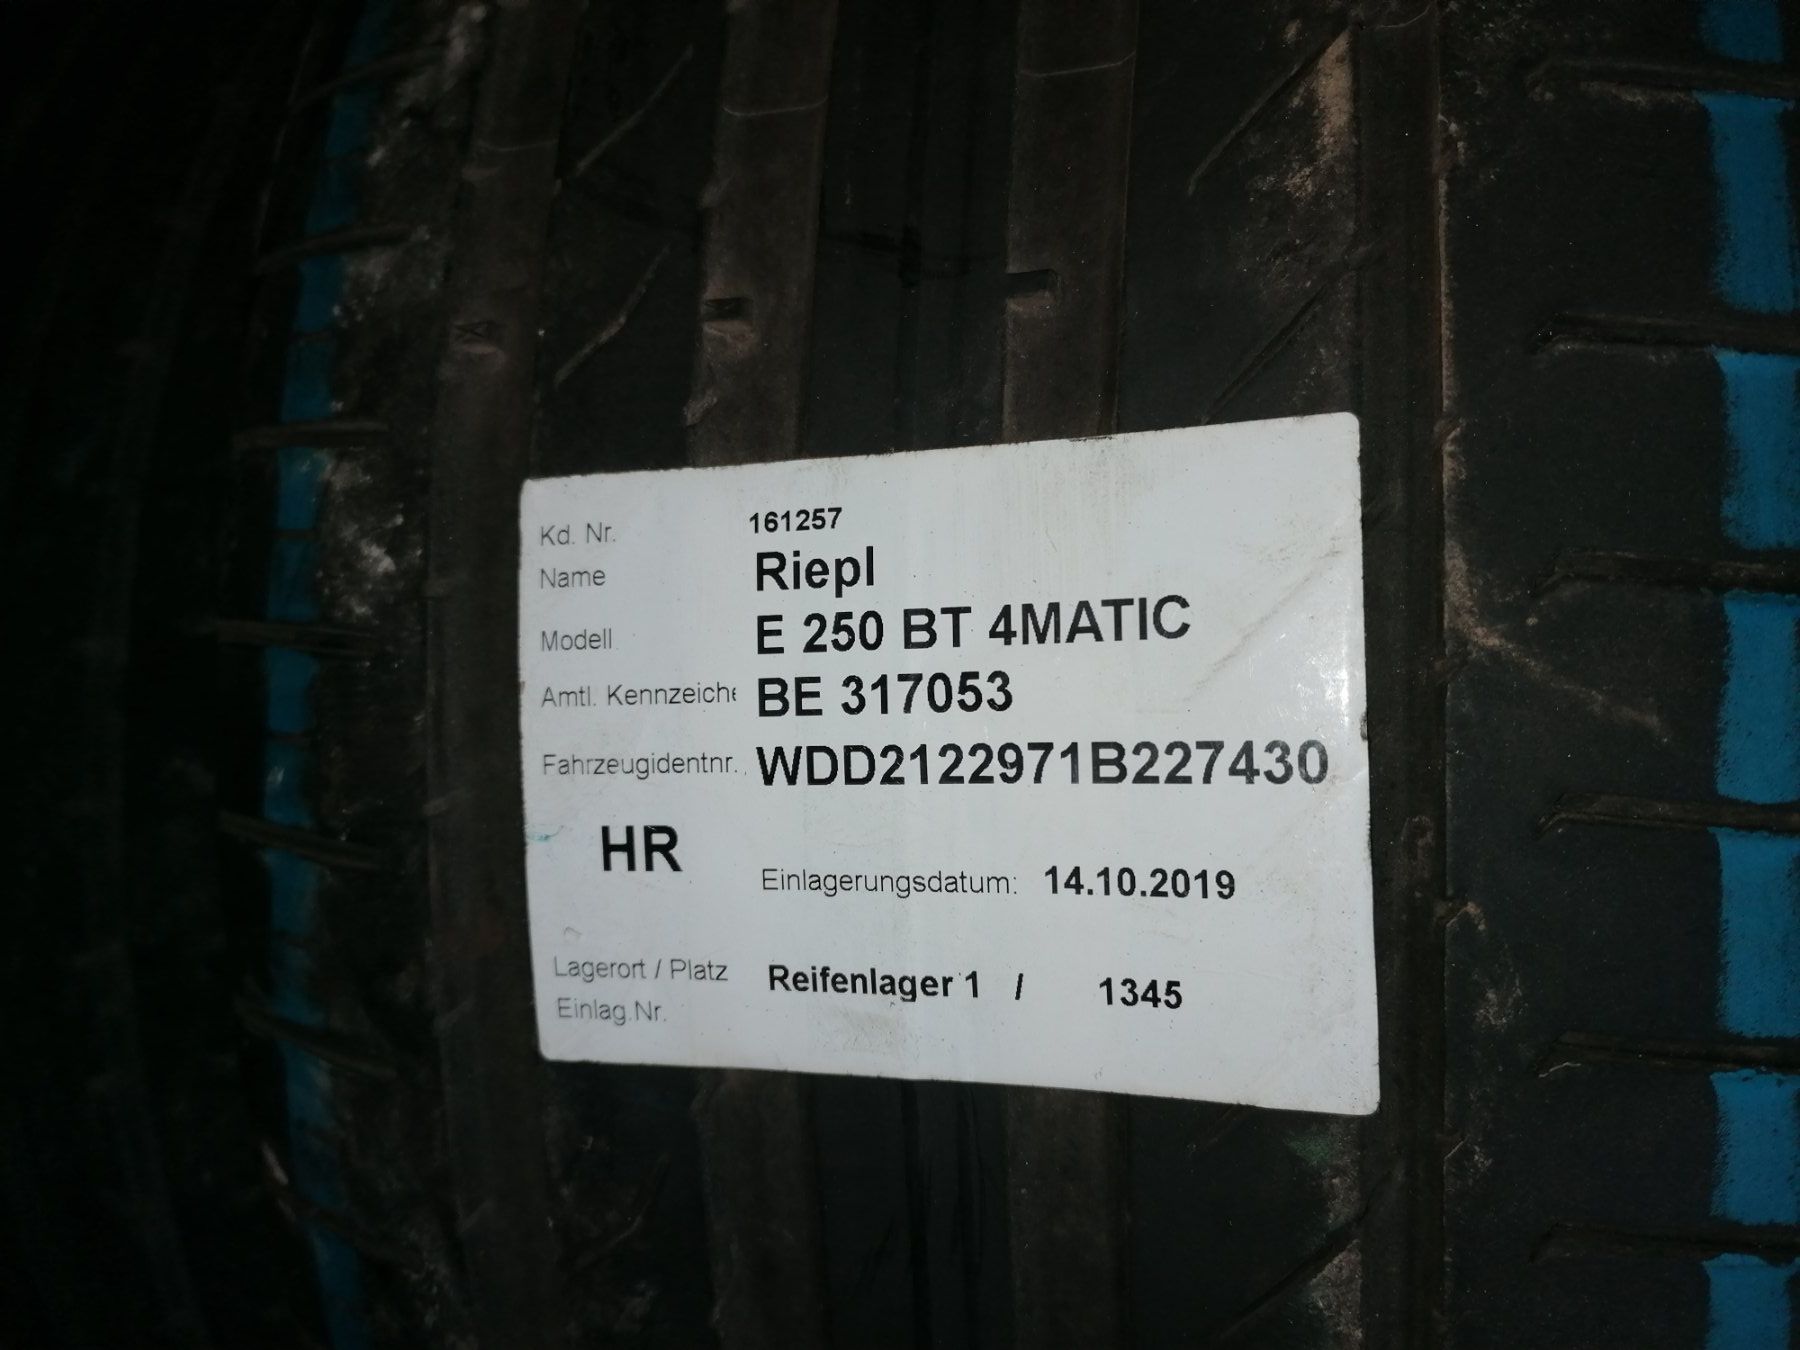 Kd. Nr. 161257
Name Riepl
Modell E 250 BT 4MATIC
Amtl. Kennzeiche BE 317053
Fahrzeugidentnr. WDD2122971B227430
HR Einlagerungsdatum: 14.10.2019
Lagerort / Platz Reifenlager 1 / 1345
Einlag.Nr.